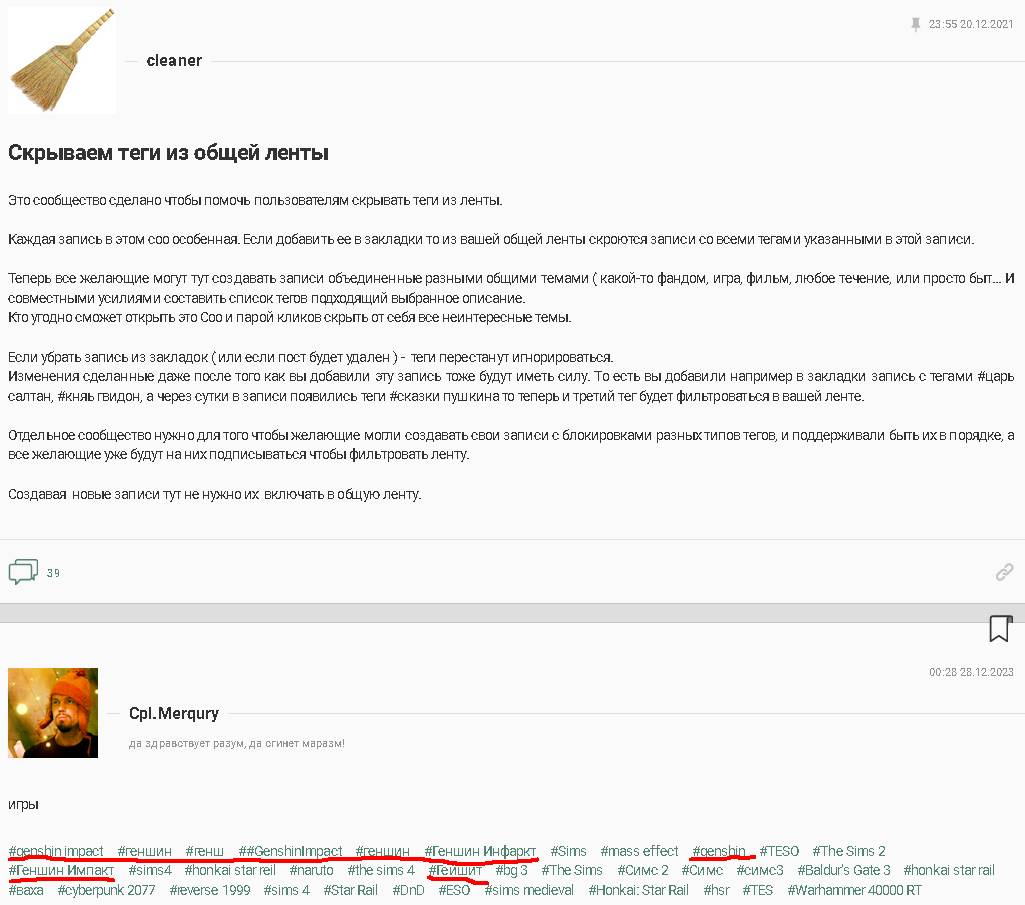 23:55 20.12.2021
cleaner
Скрываем теги из общей ленты
Это сообщество сделано чтобы помочь пользователям скрывать теги из ленты.
Каждая запись в этом соо особенная. Если добавить ее в закладки то из вашей общей ленты скроются записи со всеми тегами указанными в этой записи.
Теперь все желающие могут тут создавать записи объединенные разными общими темами ( какой-то фандом, игра, фильм, любое течение, или просто быт... И
совместными усилиями составить список тегов подходящий выбранное описание.
Кто угодно сможет открыть это Соо и парой кликов скрыть от себя все неинтересные темы.
Если убрать запись из закладок ( или если пост будет удален ) - теги перестанут игнорироваться.
Изменения сделанные даже после того как вы добавили эту запись тоже будут иметь силу. То есть вы добавили например в закладки запись с тегами #царь
салтан, #княь гвидон, а через сутки в записи появились теги #сказки пушкина то теперь и третий тег будет фильтроваться в вашей ленте.
Отдельное сообщество нужно для того чтобы желающие могли создавать свои записи с блокировками разных типов тегов, и поддерживали быть их в порядке, а
все желающие уже будут на них подписываться чтобы фильтровать ленту.
Создавая новые записи тут не нужно их включать в общую ленту.
39
00:28 28.12.2023
Cpl.Merqury
да здравствует разум, да сгинет маразм!
игры
#genshin impact #геншин #генш ##GenshinImpact #геншин #Геншин Инфаркт #Sims #mass effect #genshin #TESO #The Sims 2
#Геншин Импакт #sims4 #honkai star reil #naruto #the sims 4 #Гейшит #bg 3 #The Sims #Симс 2 #Симс #симс3 #Baldur's Gate 3 #honkai star rail
#ваха #cyberpunk 2077 #reverse 1999 #sims 4 #Star Rail #DnD #ESO #sims medieval #Honkai: Star Rail #hsr #TES #Warhammer 40000 RT